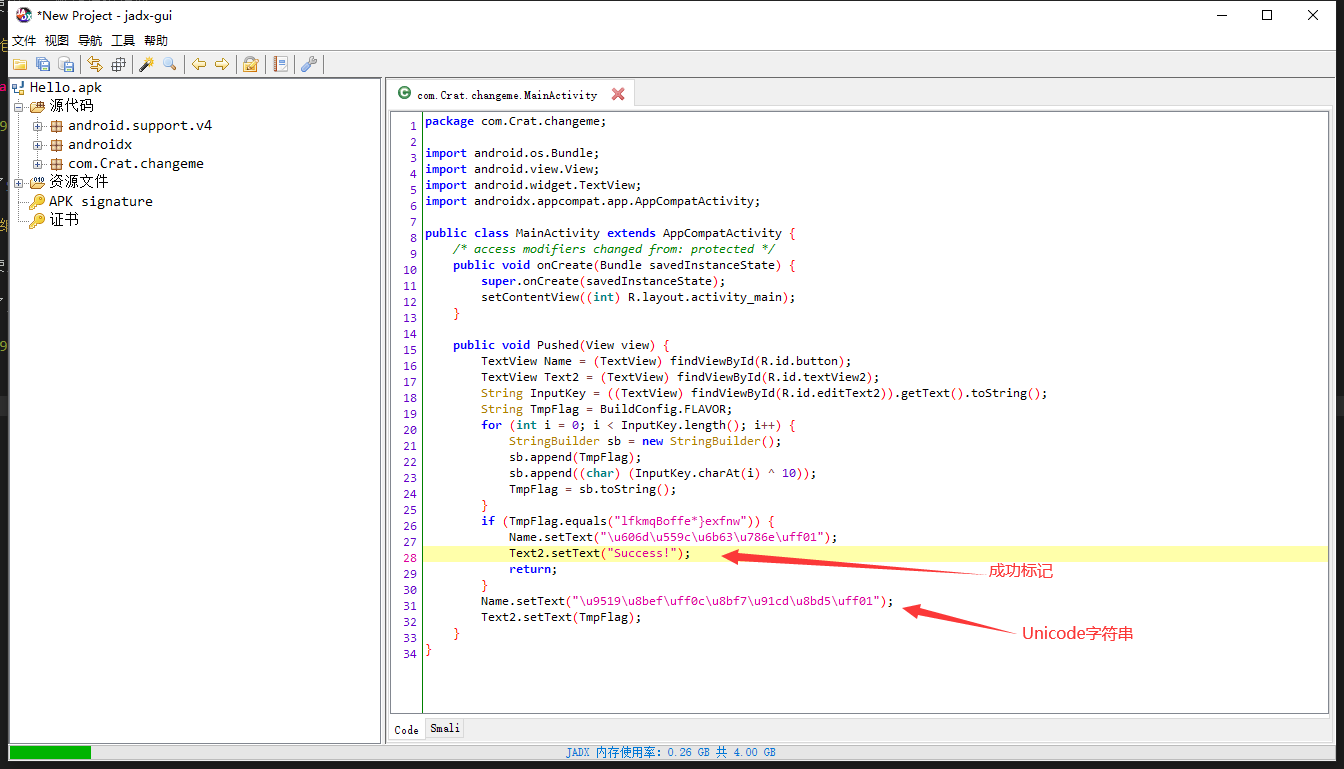 *New Project - jadx-gui
文件 视图 导航 工具 帮助
Hello.apk
源代码
android.support.v4
androidx
com.Crat.changeme
资源文件
APK signature
证书
com.Crat.changeme.MainActivity
1 package com.Crat.changeme;
2
3 import android.os.Bundle;
4 import android.view.View;
5 import android.widget.TextView;
6 import androidx.appcompat.app.AppCompatActivity;
7
8 public class MainActivity extends AppCompatActivity {
9 /* access modifiers changed from: protected */
10 public void onCreate(Bundle savedInstanceState) {
11 super.onCreate(savedInstanceState);
12 setContentView((int) R.layout.activity_main);
13 }
14
15 public void Pushed(View view) {
16 TextView Name = (TextView) findViewById(R.id.button);
17 TextView Text2 = (TextView) findViewById(R.id.textView2);
18 String InputKey = ((TextView) findViewById(R.id.editText2)).getText().toString();
19 String TmpFlag = BuildConfig.FLAVOR;
20 for (int i = 0; i < InputKey.length(); i++) {
21 StringBuilder sb = new StringBuilder();
22 sb.append(TmpFlag);
23 sb.append((char) (InputKey.charAt(i) ^ 10));
24 TmpFlag = sb.toString();
25 }
26 if (TmpFlag.equals("lfkmqBoffe*}exfnw")) {
27 Name.setText("\u606d\u559c\u6b63\u786e\uff01");
28 Text2.setText("Success!");
成功标记
29 return;
30 }
31 Name.setText("\u9519\u8bef\uff0c\u8bf7\u91cd\u8bd5\uff01");
32 Text2.setText(TmpFlag);
Unicode字符串
33 }
34 }
Code Smali
JADX 内存使用率: 0.26 GB 共 4.00 GB